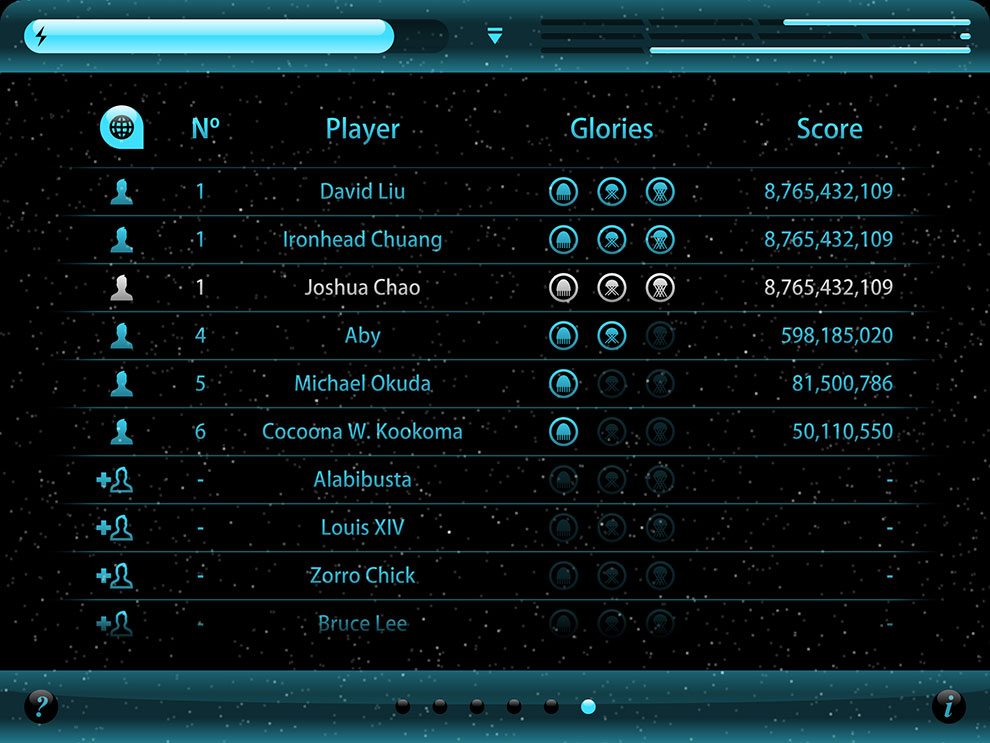 Nº Player Glories Score
1 David Liu 8,765,432,109
1 Ironhead Chuang 8,765,432,109
1 Joshua Chao 8,765,432,109
4 Aby 598,185,020
5 Michael Okuda 81,500,786
6 Cocoona W. Kookoma 50,110,550
- Alabibusta -
- Louis XIV -
- Zorro Chick -
- Bruce Lee -
? i